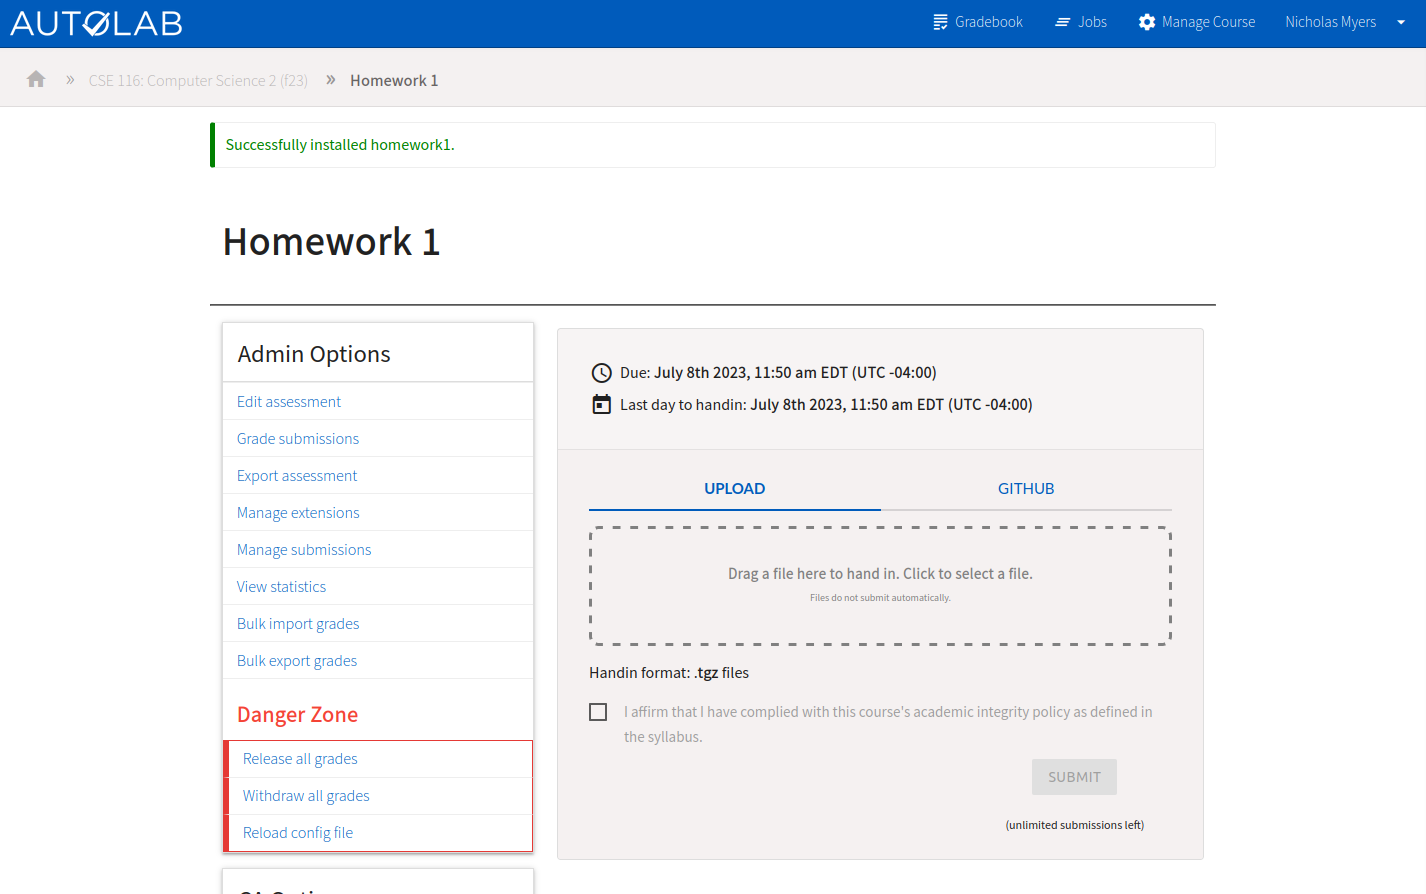 AUTOLAB
Gradebook
Jobs
Manage Course
Nicholas Myers
» CSE 116: Computer Science 2 (f23) » Homework 1
Successfully installed homework1.
Homework 1
Admin Options
Edit assessment
Grade submissions
Export assessment
Manage extensions
Manage submissions
View statistics
Bulk import grades
Bulk export grades
Danger Zone
Release all grades
Withdraw all grades
Reload config file
Due: July 8th 2023, 11:50 am EDT (UTC -04:00)
Last day to handin: July 8th 2023, 11:50 am EDT (UTC -04:00)
UPLOAD
GITHUB
Drag a file here to hand in. Click to select a file.
Files do not submit automatically.
Handin format: .tgz files
I affirm that I have complied with this course's academic integrity policy as defined in
the syllabus.
SUBMIT
(unlimited submissions left)